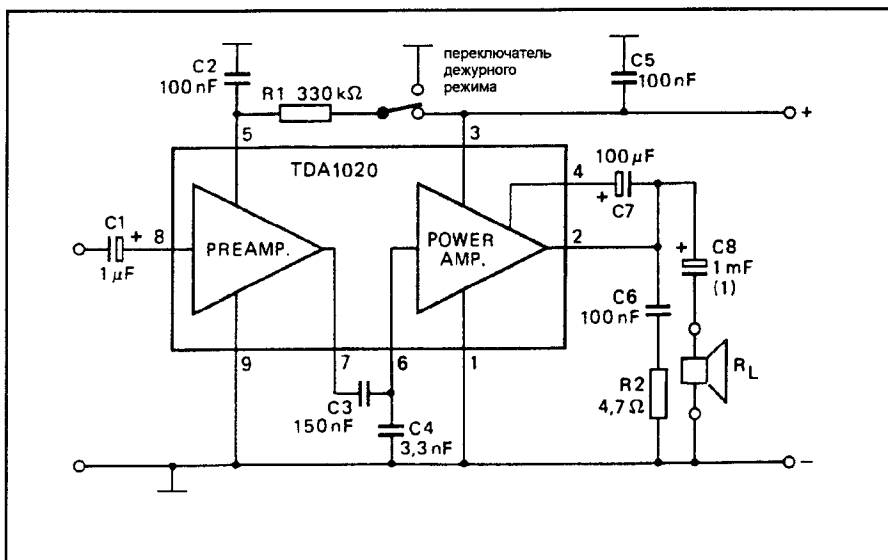 C2
100 nF
R1 330 kΩ
переключатель
дежурного
режима
C5
100 nF
+
5
3
TDA1020
100 µF
4
+
C7
C1
+
8
1 µF
PREAMP.
POWER
AMP.
2
+
C8
1 mF
(1)
C6
100 nF
9
7
6
1
R2
4,7 Ω
RL
C3
150 nF
C4
3,3 nF
−